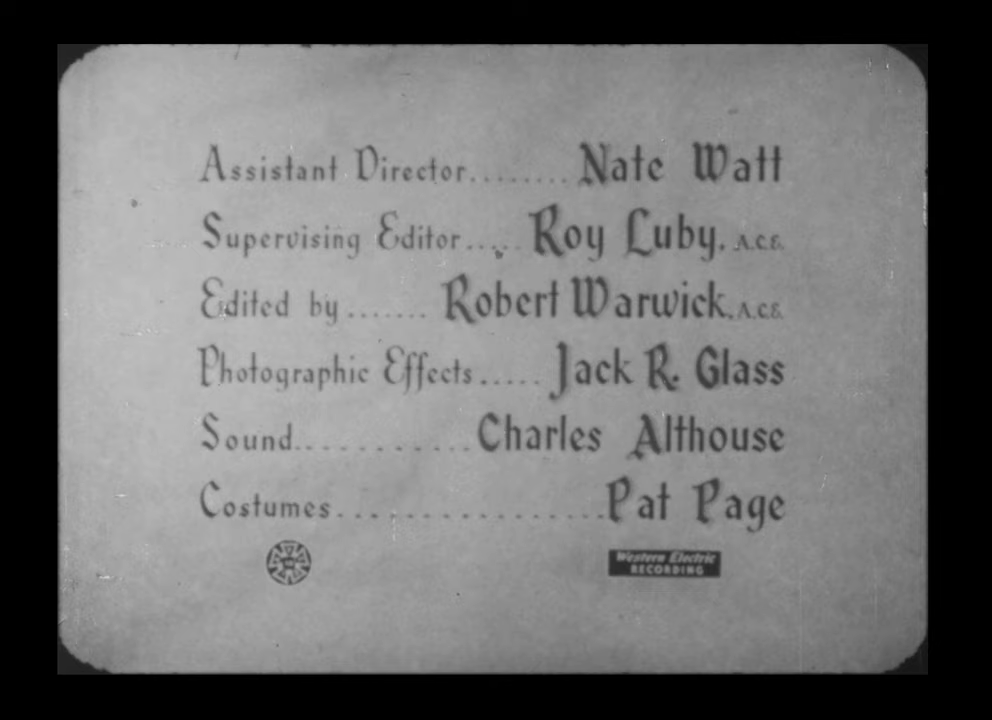 Assistant Director........ Nate Watt
Supervising Editor..... Roy Luby, A.C.E.
Edited by....... Robert Warwick, A.C.E.
Photographic Effects..... Jack R. Glass
Sound........... Charles Althouse
Costumes................. Pat Page
Western Electric
RECORDING